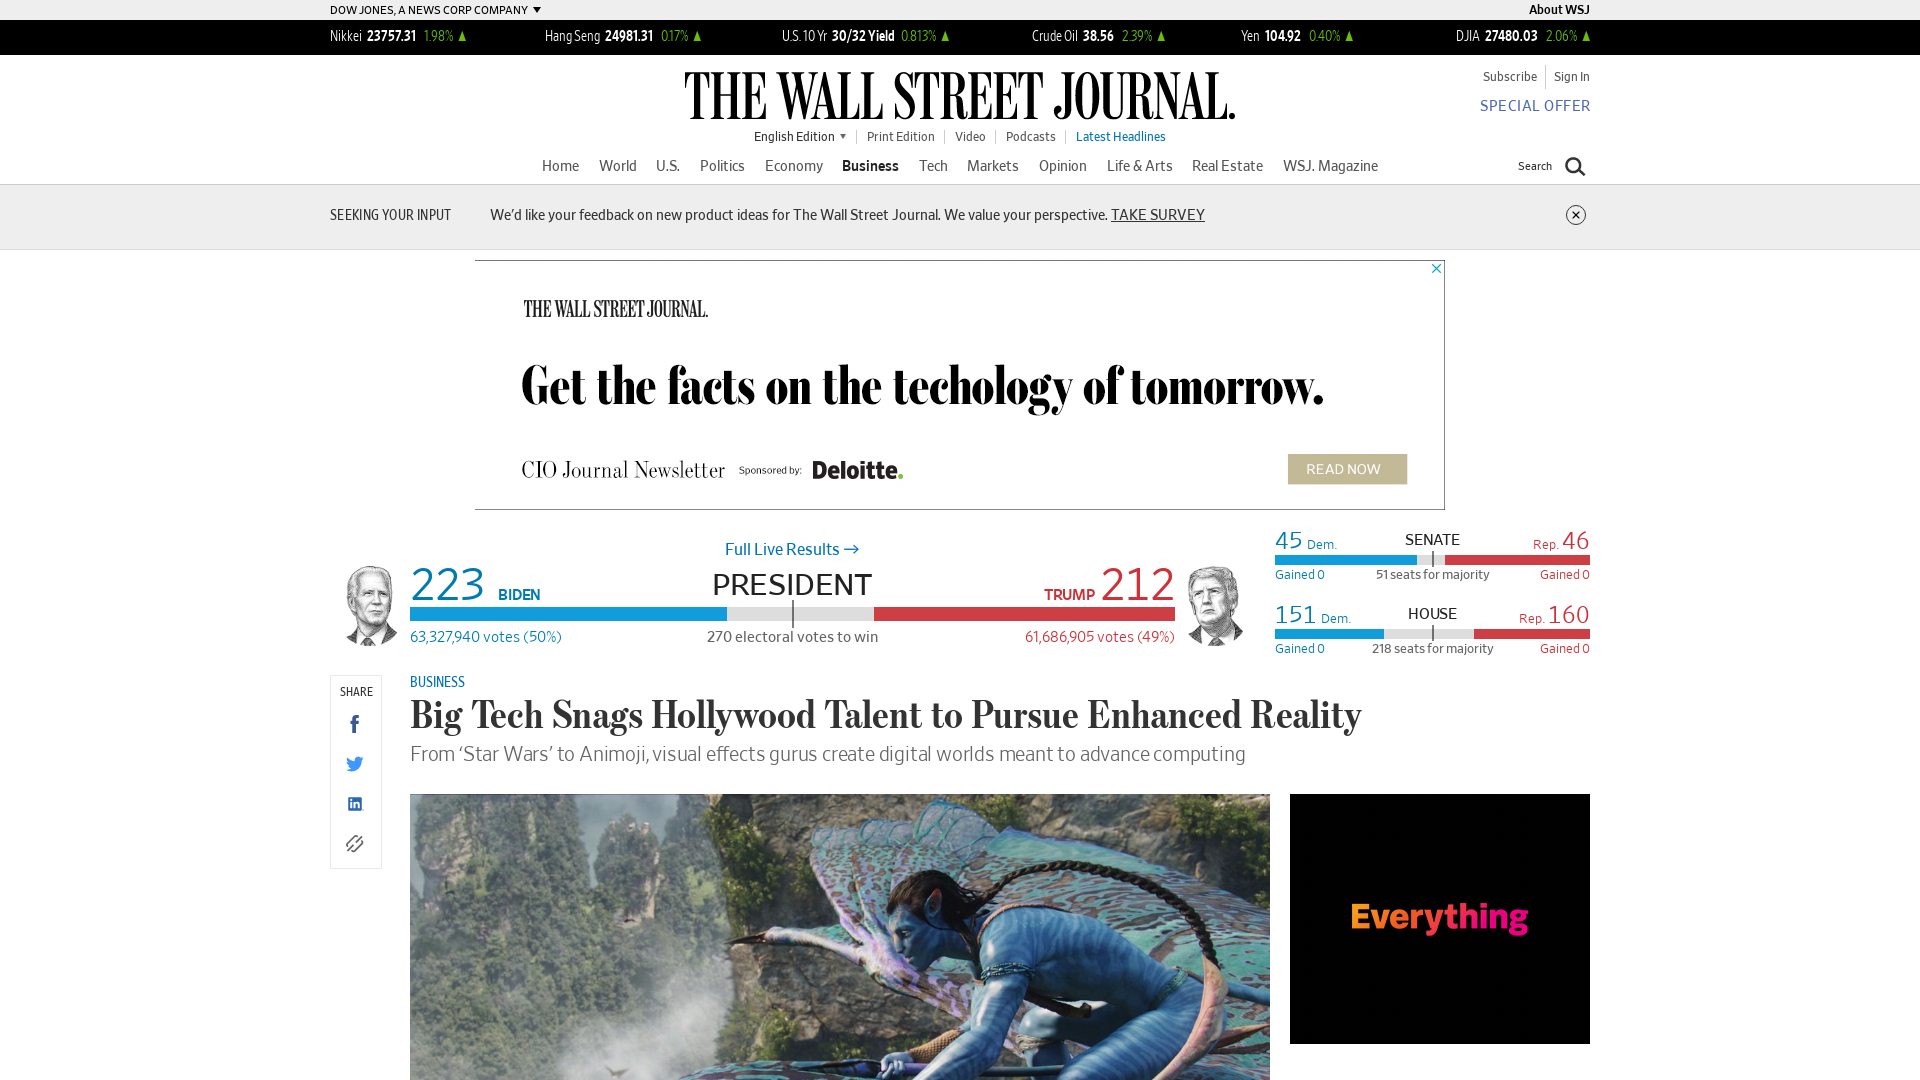 DOW JONES, A NEWS CORP COMPANY
About WSJ
Nikkei 23757.31 1.98%
Hang Seng 24981.31 0.17%
U.S. 10 Yr 30/32 Yield 0.813%
Crude Oil 38.56 2.39%
Yen 104.92 0.40%
DJIA 27480.03 2.06%
THE WALL STREET JOURNAL.
Subscribe
Sign In
SPECIAL OFFER
English Edition
Print Edition
Video
Podcasts
Latest Headlines
Home
World
U.S.
Politics
Economy
Business
Tech
Markets
Opinion
Life & Arts
Real Estate
WSJ. Magazine
Search
SEEKING YOUR INPUT
We’d like your feedback on new product ideas for The Wall Street Journal. We value your perspective. TAKE SURVEY
THE WALL STREET JOURNAL.
Get the facts on the techology of tomorrow.
CIO Journal Newsletter
Sponsored by:
Deloitte.
READ NOW
Full Live Results →
223 BIDEN
PRESIDENT
TRUMP 212
63,327,940 votes (50%)
270 electoral votes to win
61,686,905 votes (49%)
45 Dem.
SENATE
Rep. 46
Gained 0
51 seats for majority
Gained 0
151 Dem.
HOUSE
Rep. 160
Gained 0
218 seats for majority
Gained 0
SHARE
BUSINESS
Big Tech Snags Hollywood Talent to Pursue Enhanced Reality
From ‘Star Wars’ to Animoji, visual effects gurus create digital worlds meant to advance computing
Everything